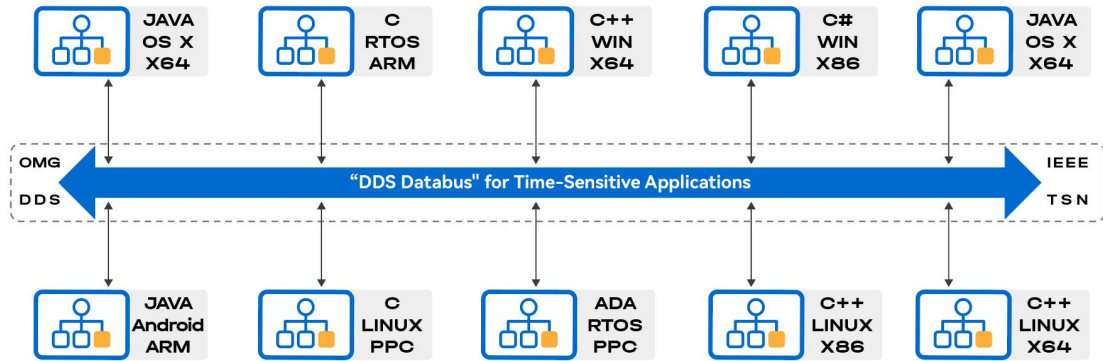 JAVA
OS X
X64
C
RTOS
ARM
C++
WIN
X64
C#
WIN
X86
JAVA
OS X
X64
OMG
DDS
“DDS Databus" for Time-Sensitive Applications
IEEE
TSN
JAVA
Android
ARM
C
LINUX
PPC
ADA
RTOS
PPC
C++
LINUX
X86
C++
LINUX
X64